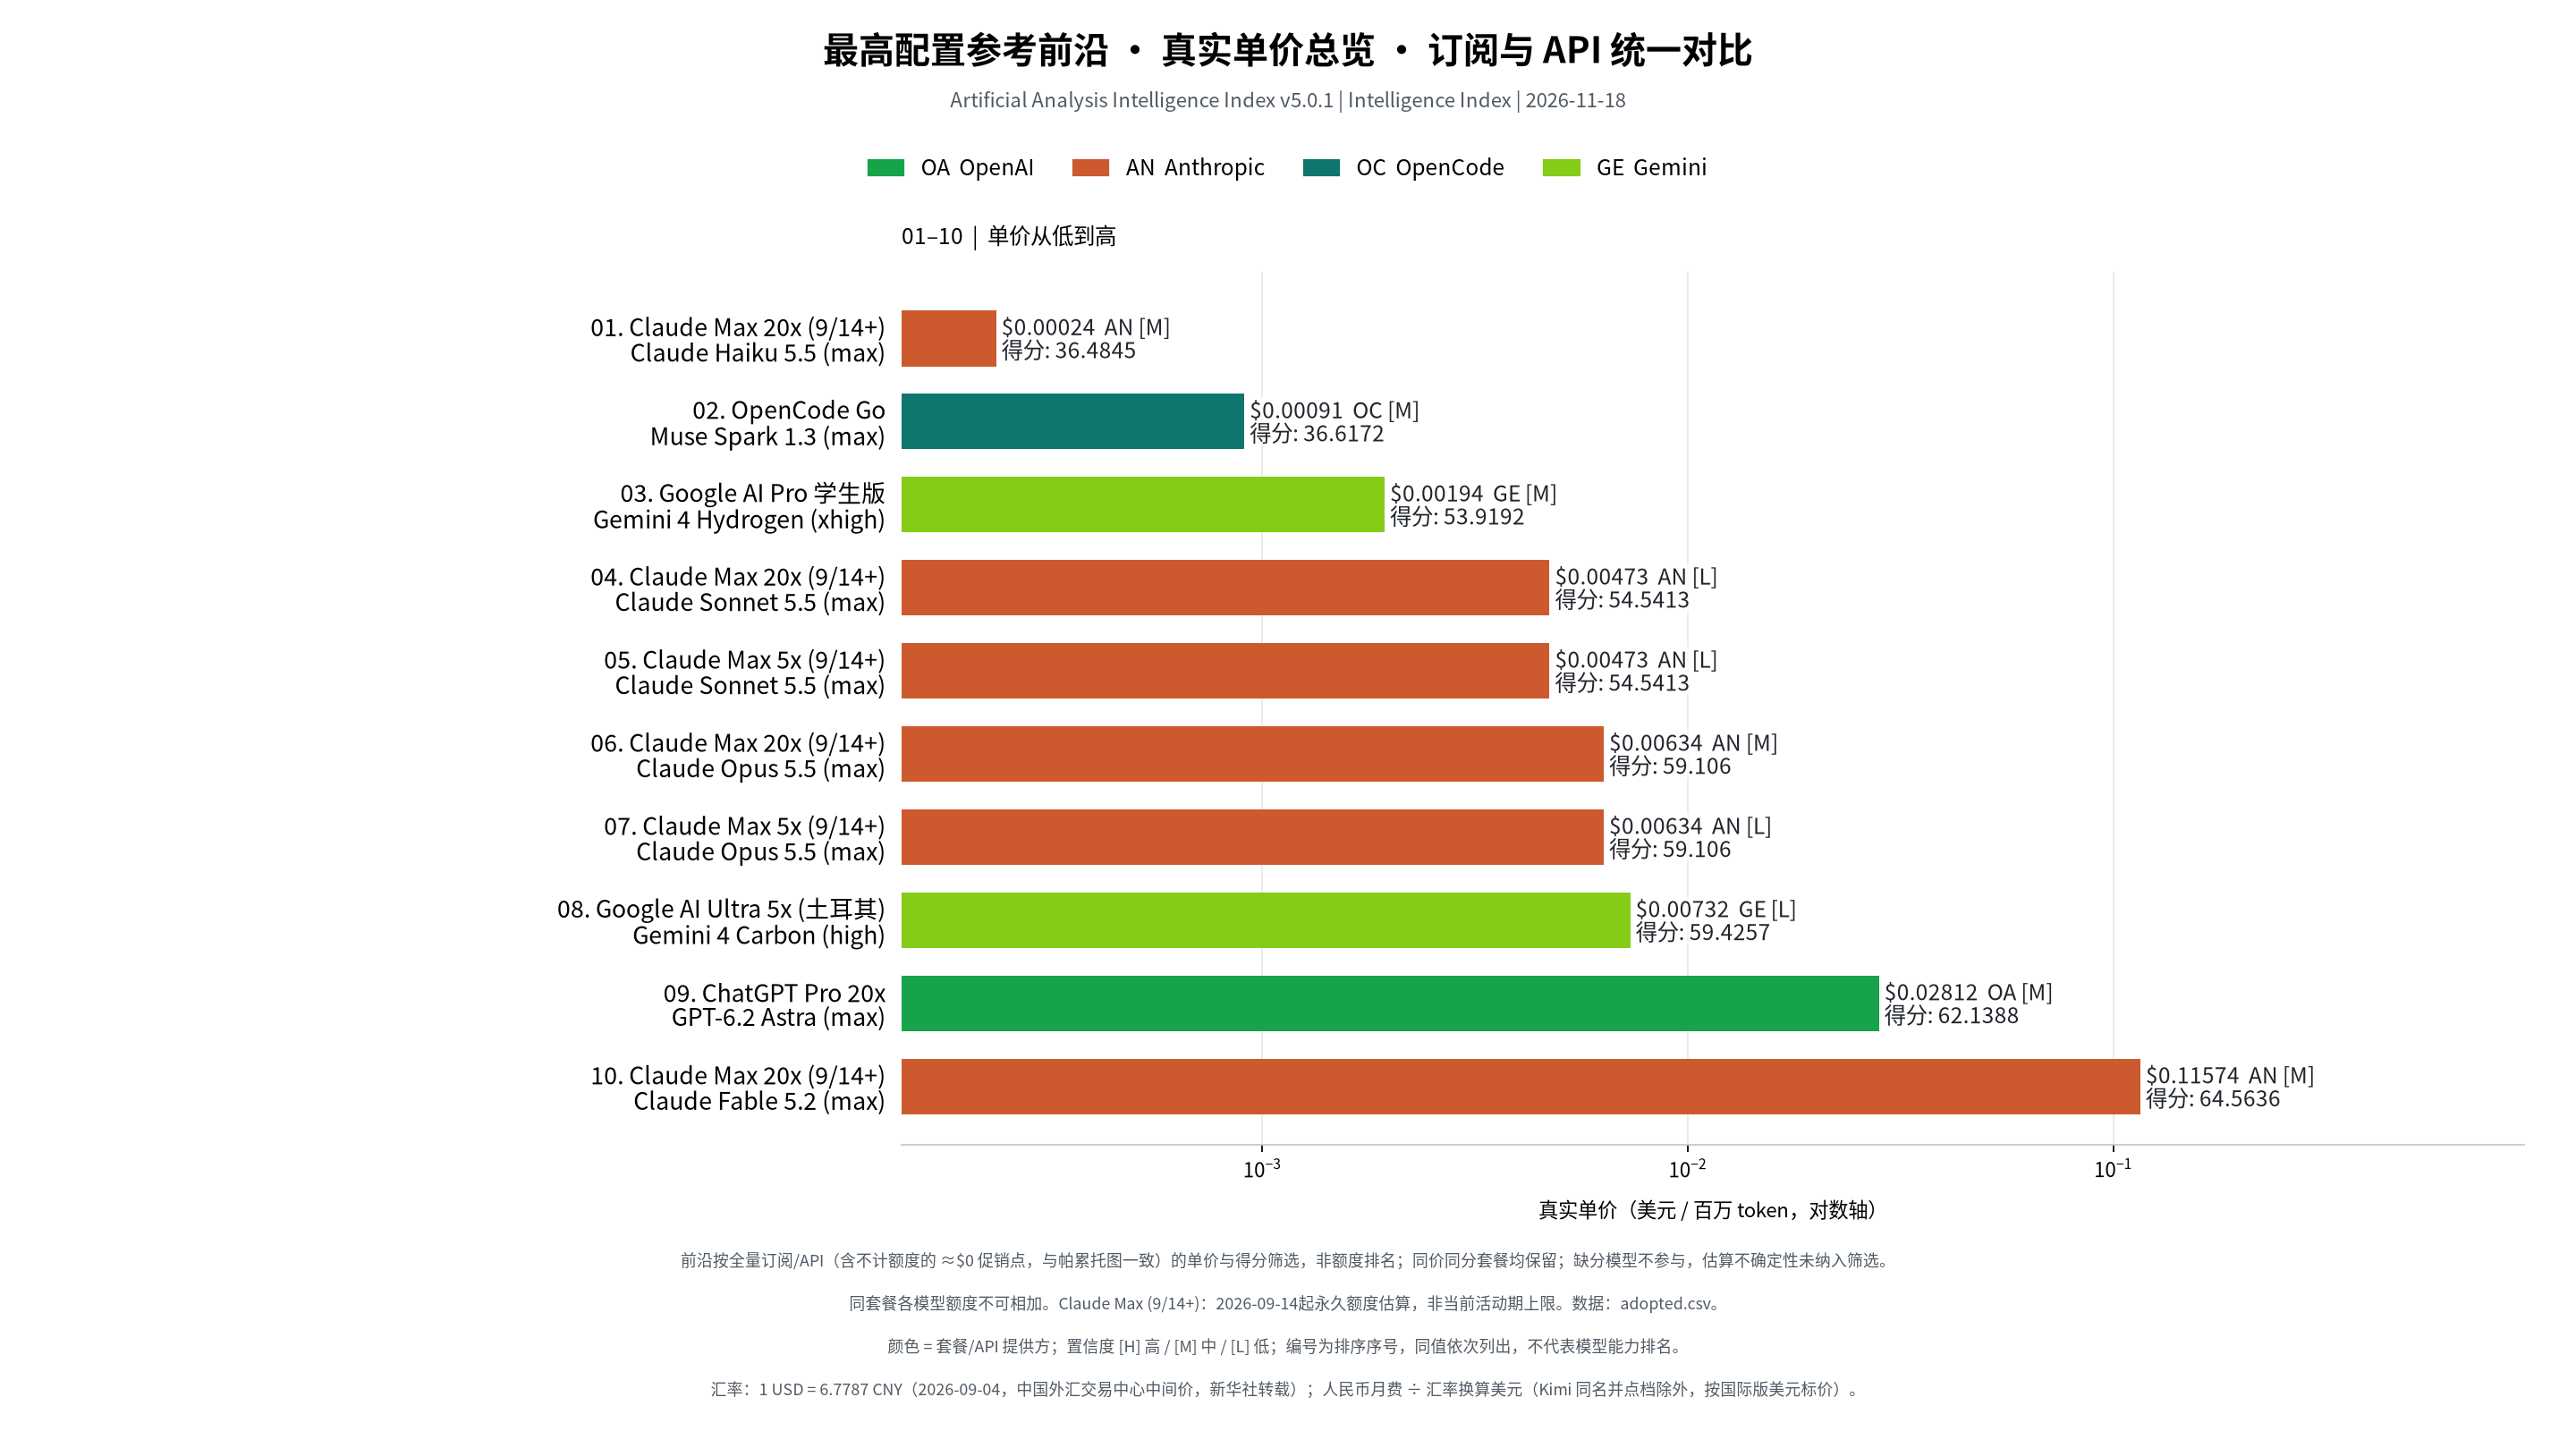 最高配置参考前沿 · 真实单价总览 · 订阅与 API 统一对比
Artificial Analysis Intelligence Index v5.0.1 | Intelligence Index | 2026-11-18
OA OpenAI
AN Anthropic
OC OpenCode
GE Gemini
01–10 | 单价从低到高
01. Claude Max 20x (9/14+)
Claude Haiku 5.5 (max)
$0.00024 AN [M]
得分: 36.4845
02. OpenCode Go
Muse Spark 1.3 (max)
$0.00091 OC [M]
得分: 36.6172
03. Google AI Pro 学生版
Gemini 4 Hydrogen (xhigh)
$0.00194 GE [M]
得分: 53.9192
04. Claude Max 20x (9/14+)
Claude Sonnet 5.5 (max)
$0.00473 AN [L]
得分: 54.5413
05. Claude Max 5x (9/14+)
Claude Sonnet 5.5 (max)
$0.00473 AN [L]
得分: 54.5413
06. Claude Max 20x (9/14+)
Claude Opus 5.5 (max)
$0.00634 AN [M]
得分: 59.106
07. Claude Max 5x (9/14+)
Claude Opus 5.5 (max)
$0.00634 AN [L]
得分: 59.106
08. Google AI Ultra 5x (土耳其)
Gemini 4 Carbon (high)
$0.00732 GE [L]
得分: 59.4257
09. ChatGPT Pro 20x
GPT-6.2 Astra (max)
$0.02812 OA [M]
得分: 62.1388
10. Claude Max 20x (9/14+)
Claude Fable 5.2 (max)
$0.11574 AN [M]
得分: 64.5636
10⁻³
10⁻²
10⁻¹
真实单价（美元 / 百万 token，对数轴）
前沿按全量订阅/API（含不计额度的 ≈$0 促销点，与帕累托图一致）的单价与得分筛选，非额度排名；同价同分套餐均保留；缺分模型不参与，估算不确定性未纳入筛选。
同套餐各模型额度不可相加。Claude Max (9/14+)：2026-09-14起永久额度估算，非当前活动期上限。数据：adopted.csv。
颜色 = 套餐/API 提供方；置信度 [H] 高 / [M] 中 / [L] 低；编号为排序序号，同值依次列出，不代表模型能力排名。
汇率：1 USD = 6.7787 CNY（2026-09-04，中国外汇交易中心中间价，新华社转载）；人民币月费 ÷ 汇率换算美元（Kimi 同名并点档除外，按国际版美元标价）。